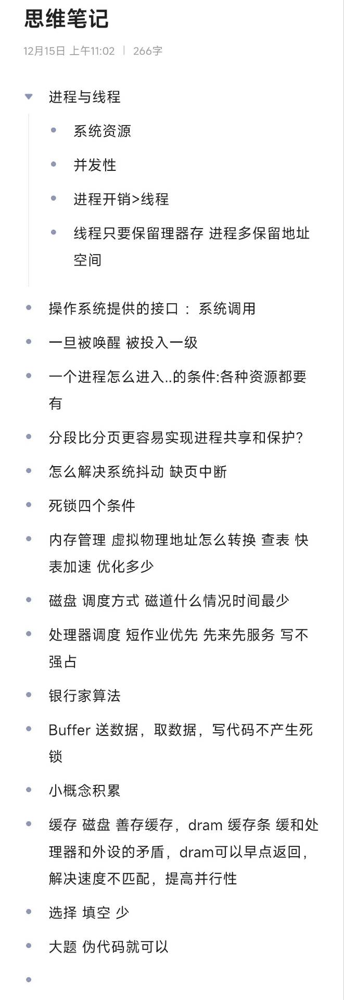 思维笔记
12月15日 上午11:02 | 266字
进程与线程
系统资源
并发性
进程开销>线程
线程只要保留理器存 进程多保留地址
空间
操作系统提供的接口 ：系统调用
一旦被唤醒 被投入一级
一个进程怎么进入..的条件:各种资源都要
有
分段比分页更容易实现进程共享和保护?
怎么解决系统抖动 缺页中断
死锁四个条件
内存管理 虚拟物理地址怎么转换 查表 快
表加速 优化多少
磁盘 调度方式 磁道什么情况时间最少
处理器调度 短作业优先 先来先服务 写不
强占
银行家算法
Buffer 送数据，取数据，写代码不产生死
锁
小概念积累
缓存 磁盘 善存缓存，dram 缓存条 缓和处
理器和外设的矛盾，dram可以早点返回，
解决速度不匹配，提高并行性
选择 填空 少
大题 伪代码就可以